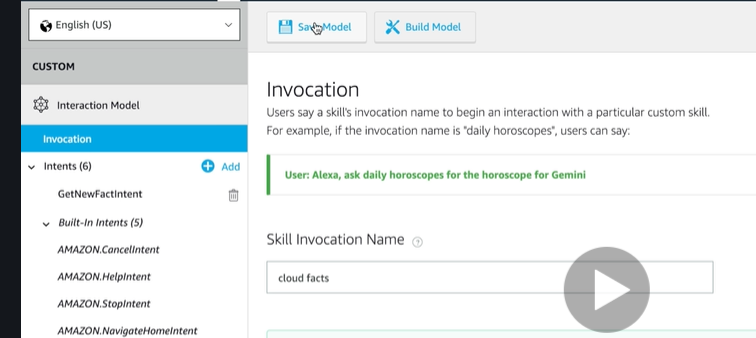 English (US)
Save Model
Build Model
CUSTOM
Interaction Model
Invocation
Intents (6)
Add
GetNewFactIntent
Built-In Intents (5)
AMAZON.CancelIntent
AMAZON.HelpIntent
AMAZON.StopIntent
AMAZON.NavigateHomeIntent
Invocation
Users say a skill's invocation name to begin an interaction with a particular custom skill.
For example, if the invocation name is "daily horoscopes", users can say:
User: Alexa, ask daily horoscopes for the horoscope for Gemini
Skill Invocation Name ?
cloud facts